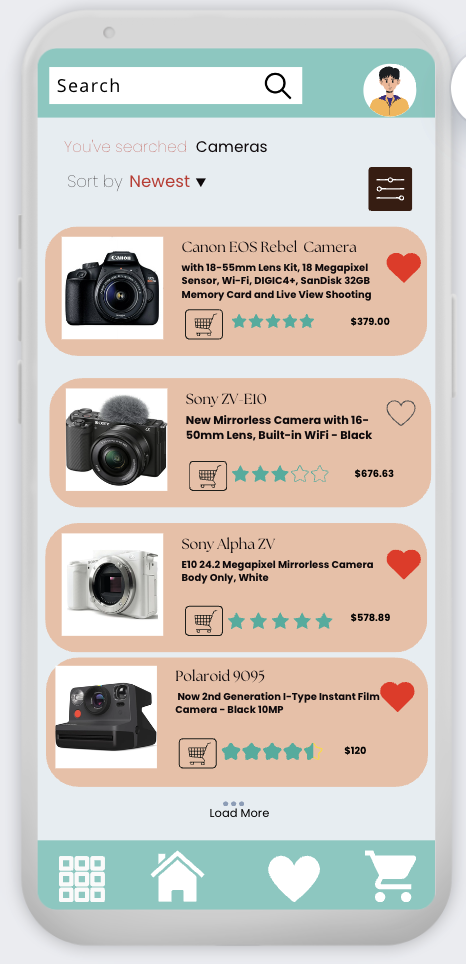 Search
You've searched Cameras
Sort by Newest ▼
Canon EOS Rebel Camera
with 18-55mm Lens Kit, 18 Megapixel
Sensor, Wi-Fi, DIGIC4+, SanDisk 32GB
Memory Card and Live View Shooting
$379.00
Canon
Sony ZV-E10
New Mirrorless Camera with 16-
50mm Lens, Built-in WiFi - Black
$676.63
SONY
Sony Alpha ZV
E10 24.2 Megapixel Mirrorless Camera
Body Only, White
$578.89
Polaroid 9095
Now 2nd Generation I-Type Instant Film
Camera - Black 10MP
$120
Load More